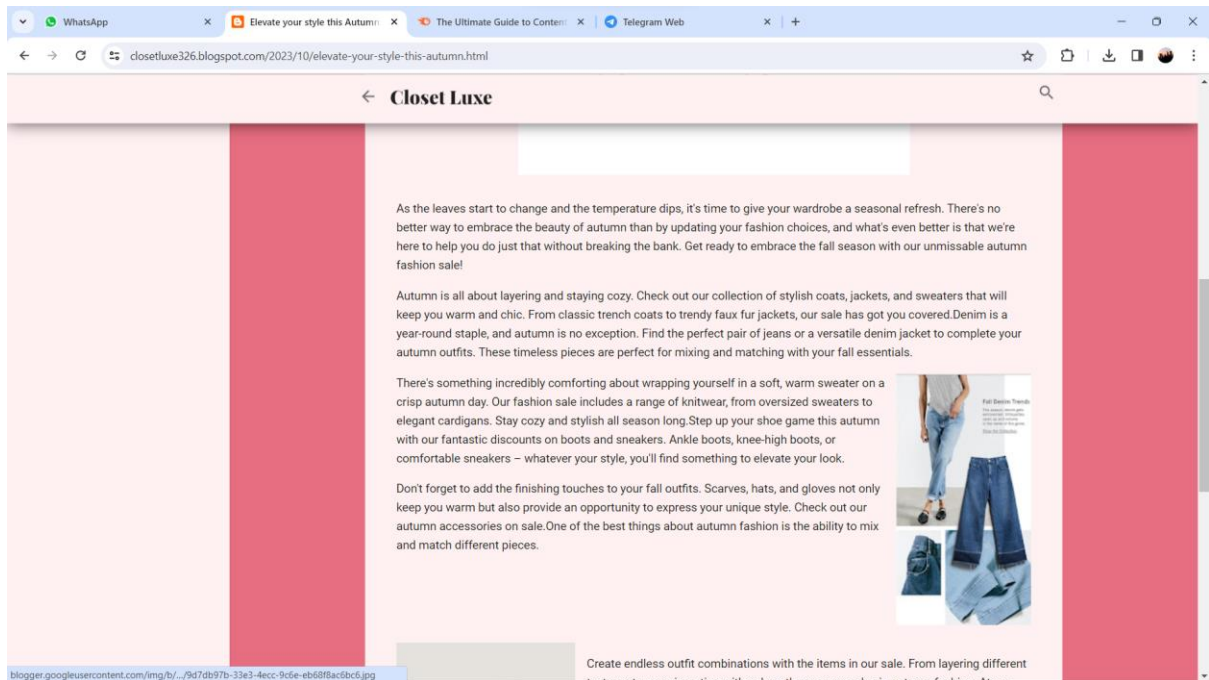 WhatsApp
Elevate your style this Autumn
The Ultimate Guide to Content
Telegram Web
closetluxe326.blogspot.com/2023/10/elevate-your-style-this-autumn.html
Closet Luxe
As the leaves start to change and the temperature dips, it's time to give your wardrobe a seasonal refresh. There's no
better way to embrace the beauty of autumn than by updating your fashion choices, and what's even better is that we're
here to help you do just that without breaking the bank. Get ready to embrace the fall season with our unmissable autumn
fashion sale!
Autumn is all about layering and staying cozy. Check out our collection of stylish coats, jackets, and sweaters that will
keep you warm and chic. From classic trench coats to trendy faux fur jackets, our sale has got you covered.Denim is a
year-round staple, and autumn is no exception. Find the perfect pair of jeans or a versatile denim jacket to complete your
autumn outfits. These timeless pieces are perfect for mixing and matching with your fall essentials.
There's something incredibly comforting about wrapping yourself in a soft, warm sweater on a
crisp autumn day. Our fashion sale includes a range of knitwear, from oversized sweaters to
elegant cardigans. Stay cozy and stylish all season long.Step up your shoe game this autumn
with our fantastic discounts on boots and sneakers. Ankle boots, knee-high boots, or
comfortable sneakers – whatever your style, you'll find something to elevate your look.
Fall Denim Trends
Don't forget to add the finishing touches to your fall outfits. Scarves, hats, and gloves not only
keep you warm but also provide an opportunity to express your unique style. Check out our
autumn accessories on sale.One of the best things about autumn fashion is the ability to mix
and match different pieces.
Create endless outfit combinations with the items in our sale. From layering different
blogger.googleusercontent.com/img/b/.../9d7db97b-33e3-4ecc-9c6e-eb68f8ac6bc6.jpg